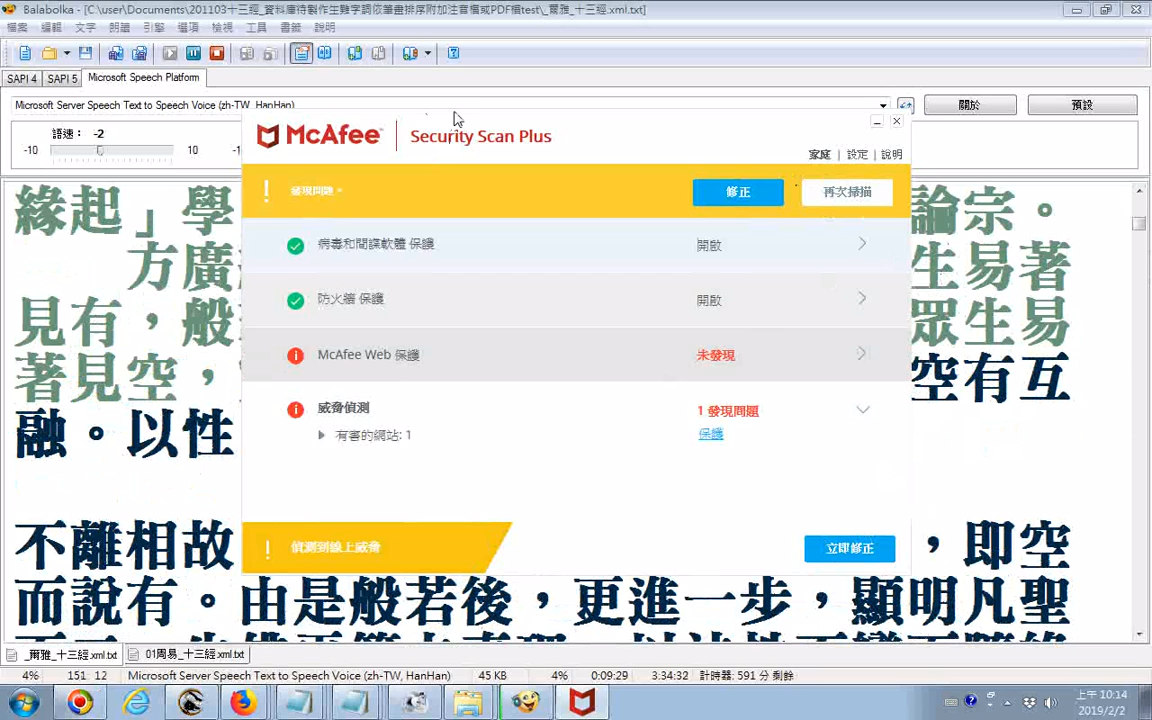 Balabolka - [C:\user\Documents\201103十三經_資料庫待製作生難字詞依筆畫排序附加注音檔或PDF檔test\_爾雅_十三經.xml.txt]
檔案 編輯 文字 朗讀 引擎 選項 檢視 工具 書籤 說明
SAPI 4 SAPI 5 Microsoft Speech Platform
Microsoft Server Speech Text to Speech Voice (zh-TW, HanHan) 關於 預設
語速： -2
-10 10 -1
McAfee Security Scan Plus
家庭 | 設定 | 說明
發現問題。
修正 再次掃描
病毒和間諜軟體 保護 開啟
防火牆 保護 開啟
McAfee Web 保護 未發現
威脅偵測 1 發現問題
有害的網站: 1 保護
偵測到線上威脅 立即修正
緣起」學 論宗。
方廣 生易著
見有，般 眾生易
著見空， 空有互
融。以性
不離相故 ，即空
而說有。由是般若後，更進一步，顯明凡聖
_爾雅_十三經.xml.txt 01周易_十三經.xml.txt
4% 151: 12 Microsoft Server Speech Text to Speech Voice (zh-TW, HanHan) 45 KB 4% 0:09:29 3:34:32 計時器: 591 分 剩餘
上午 10:14
2019/2/2